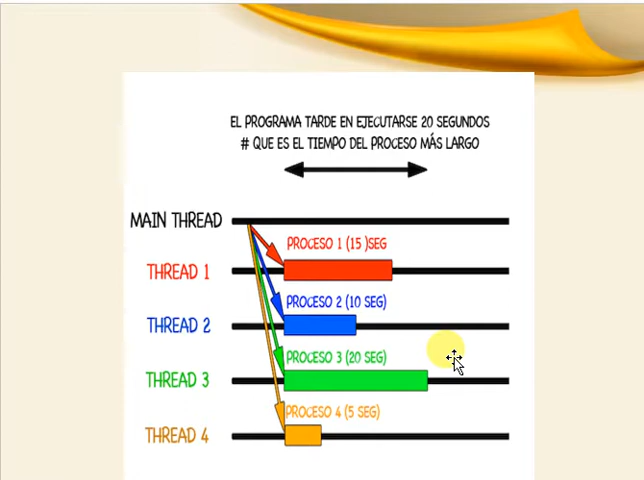 EL PROGRAMA TARDE EN EJECUTARSE 20 SEGUNDOS
# QUE ES EL TIEMPO DEL PROCESO MÁS LARGO
MAIN THREAD
PROCESO 1 (15 )SEG
THREAD 1
PROCESO 2 (10 SEG)
THREAD 2
PROCESO 3 (20 SEG)
THREAD 3
PROCESO 4 (5 SEG)
THREAD 4